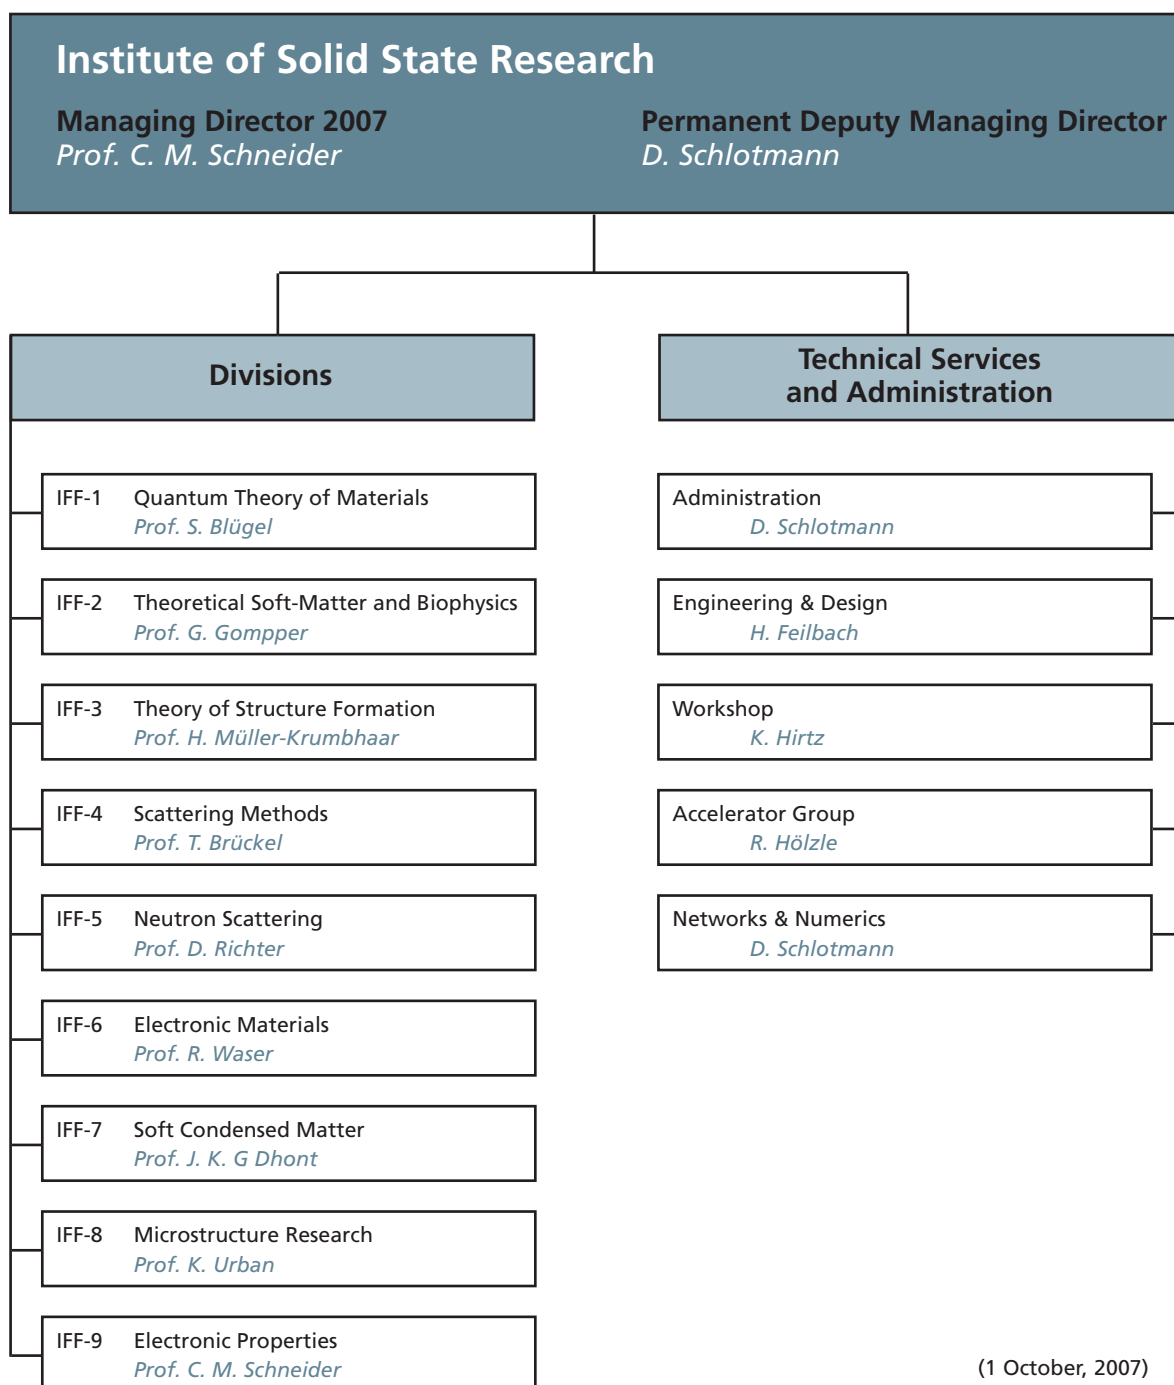 Institute of Solid State Research
Managing Director 2007
Prof. C. M. Schneider
Permanent Deputy Managing Director
D. Schlotmann
Divisions
IFF-1 Quantum Theory of Materials
Prof. S. Blügel
IFF-2 Theoretical Soft-Matter and Biophysics
Prof. G. Gompper
IFF-3 Theory of Structure Formation
Prof. H. Müller-Krumbhaar
IFF-4 Scattering Methods
Prof. T. Brückel
IFF-5 Neutron Scattering
Prof. D. Richter
IFF-6 Electronic Materials
Prof. R. Waser
IFF-7 Soft Condensed Matter
Prof. J. K. G Dhont
IFF-8 Microstructure Research
Prof. K. Urban
IFF-9 Electronic Properties
Prof. C. M. Schneider
Technical Services
and Administration
Administration
D. Schlotmann
Engineering & Design
H. Feilbach
Workshop
K. Hirtz
Accelerator Group
R. Hölzle
Networks & Numerics
D. Schlotmann
(1 October, 2007)